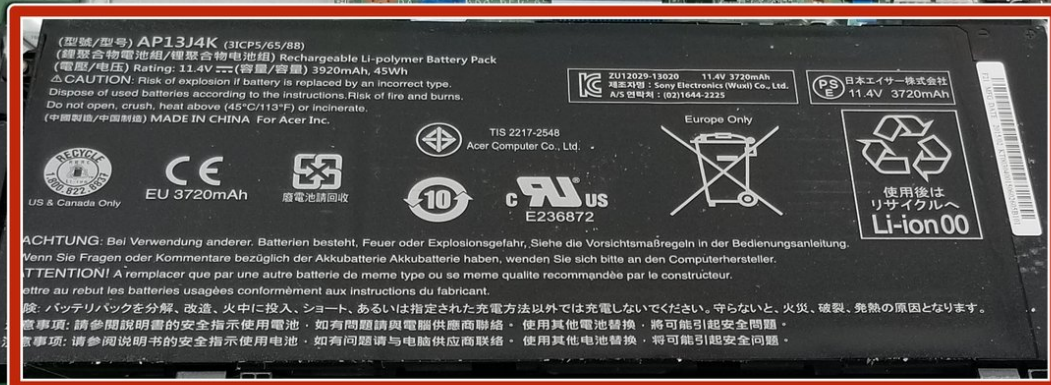 (型號/型号) AP13J4K (3ICP5/65/88)
(鋰聚合物電池組/锂聚合物电池组) Rechargeable Li-polymer Battery Pack
(電壓/电压) Rating: 11.4V (容量/容量) 3920mAh, 45Wh
⚠CAUTION: Risk of explosion if battery is replaced by an incorrect type.
Dispose of used batteries according to the instructions.Risk of fire and burns.
Do not open, crush, heat above (45°C/113°F) or incinerate.
(中國製造/中国制造) MADE IN CHINA For Acer Inc.
ZU12029-13020 11.4V 3720mAh
제조자명 : Sony Electronics (Wuxi) Co., Ltd.
A/S 연락처 : (02)1644-2225
PS
E
日本エイサー株式会社
11.4V 3720mAh
TIS 2217-2548
Acer Computer Co., Ltd.
Europe Only
RECYCLE
1.800.822.8837
US & Canada Only
CE
EU 3720mAh
廢電池請回收
10
c RU US
E236872
使用後は
リサイクルへ
Li-ion 00
ACHTUNG: Bei Verwendung anderer. Batterien besteht, Feuer oder Explosionsgefahr, Siehe die Vorsichtsmaßregeln in der Bedienungsanleitung.
Wenn Sie Fragen oder Kommentare bezüglich der Akkubatterie Akkubatterie haben, wenden Sie sich bitte an den Computerhersteller.
ATTENTION! A remplacer que par une autre batterie de meme type ou se meme qualite recommandée par le constructeur.
ettre au rebut les batteries usagées conformément aux instructions du fabricant.
険: バッテリパックを分解、改造、火中に投入、ショート、あるいは指定された充電方法以外では充電しないでください。守らないと、火災、破裂、発熱の原因となります。
意事項: 請參閱說明書的安全指示使用電池，如有問題請與電腦供應商聯絡。使用其他電池替換，將可能引起安全問題。
注意事项: 请参阅说明书的安全指示使用电池，如有问题请与电脑供应商联络。使用其他电池替换，将可能引起安全问题。